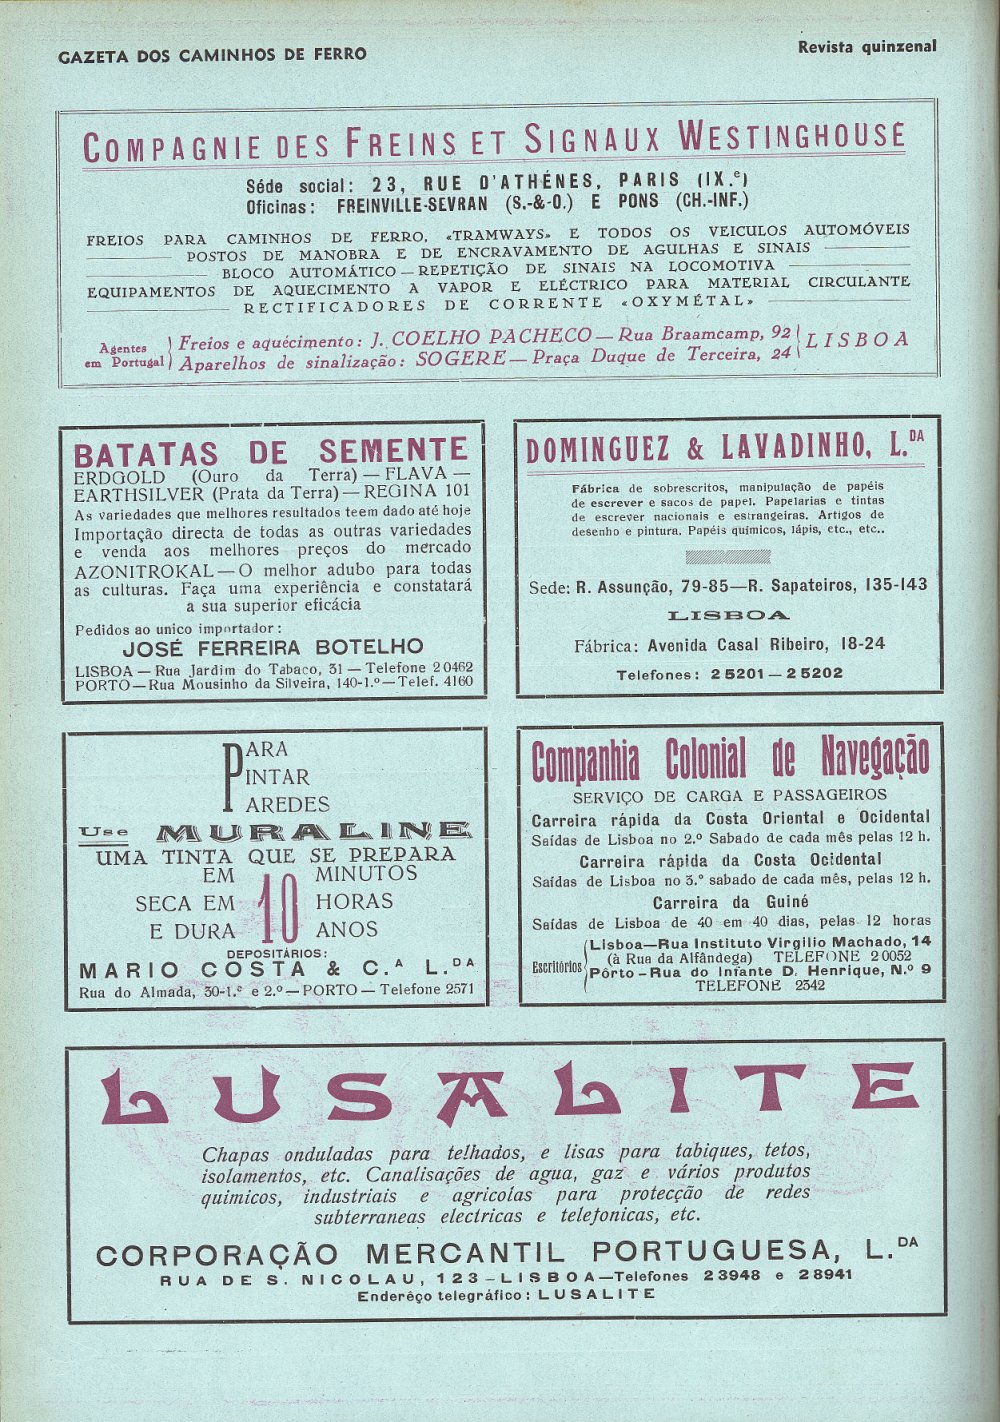 GAZETA DOS CAMINHOS DE FERRO
Revista quinzenal
COMPAGNIE DES FREINS ET SIGNAUX WESTINGHOUSE
Séde social: 23, RUE D'ATHÉNES, PARIS (IX.e)
Oficinas: FREINVILLE-SEVRAN (S.-&-O.) E PONS (CH.-INF.)
FREIOS PARA CAMINHOS DE FERRO, «TRAMWAYS» E TODOS OS VEICULOS AUTOMÓVEIS
POSTOS DE MANOBRA E DE ENCRAVAMENTO DE AGULHAS E SINAIS
BLOCO AUTOMÁTICO — REPETIÇÃO DE SINAIS NA LOCOMOTIVA
EQUIPAMENTOS DE AQUECIMENTO A VAPOR E ELÉCTRICO PARA MATERIAL CIRCULANTE
RECTIFICADORES DE CORRENTE «OXYMÉTAL»
Agentes em Portugal
Freios e aquécimento: J. COELHO PACHECO — Rua Braamcamp, 92
Aparelhos de sinalização: SOGERE — Praça Duque de Terceira, 24
LISBOA
BATATAS DE SEMENTE
ERDGOLD (Ouro da Terra) — FLAVA —
EARTHSILVER (Prata da Terra) — REGINA 101
As variedades que melhores resultados teem dado até hoje
Importação directa de todas as outras variedades
e venda aos melhores preços do mercado
AZONITROKAL — O melhor adubo para todas
as culturas. Faça uma experiência e constatará
a sua superior eficácia
Pedidos ao unico importador:
JOSÉ FERREIRA BOTELHO
LISBOA — Rua Jardim do Tabaco, 31 — Telefone 20462
PORTO — Rua Mousinho da Silveira, 140-1.º — Telef. 4160
DOMINGUEZ & LAVADINHO, L.DA
Fábrica de sobrescritos, manipulação de papéis
de escrever e sacos de papel. Papelarias e tintas
de escrever nacionais e estrangeiras. Artigos de
desenho e pintura. Papéis químicos, lápis, etc., etc..
Sede: R. Assunção, 79-85—R. Sapateiros, 135-143
LISBOA
Fábrica: Avenida Casal Ribeiro, 18-24
Telefones: 25201 — 25202
PARA
PINTAR
PAREDES
Use MURALINE
UMA TINTA QUE SE PREPARA
EM 10 MINUTOS
SECA EM HORAS
E DURA ANOS
DEPOSITÁRIOS:
MARIO COSTA & C.A L.DA
Rua do Almada, 30-1.º e 2.º — PORTO — Telefone 2571
Companhia Colonial de Navegação
SERVIÇO DE CARGA E PASSAGEIROS
Carreira rápida da Costa Oriental e Ocidental
Saídas de Lisboa no 2.º Sabado de cada mês pelas 12 h.
Carreira rápida da Costa Ocidental
Saídas de Lisboa no 3.º sabado de cada mês, pelas 12 h.
Carreira da Guiné
Saídas de Lisboa de 40 em 40 dias, pelas 12 horas
Escritórios
Lisboa—Rua Instituto Virgilio Machado, 14
(à Rua da Alfândega) TELEFONE 20052
Pôrto - Rua do Infante D. Henrique, N.º 9
TELEFONE 2342
LUSALITE
Chapas onduladas para telhados, e lisas para tabiques, tetos,
isolamentos, etc. Canalisações de agua, gaz e vários produtos
quimicos, industriais e agricolas para protecção de redes
subterraneas electricas e telefonicas, etc.
CORPORAÇÃO MERCANTIL PORTUGUESA, L.DA
RUA DE S. NICOLAU, 123 – LISBOA—Telefones 23948 e 28941
Enderêço telegráfico: LUSALITE